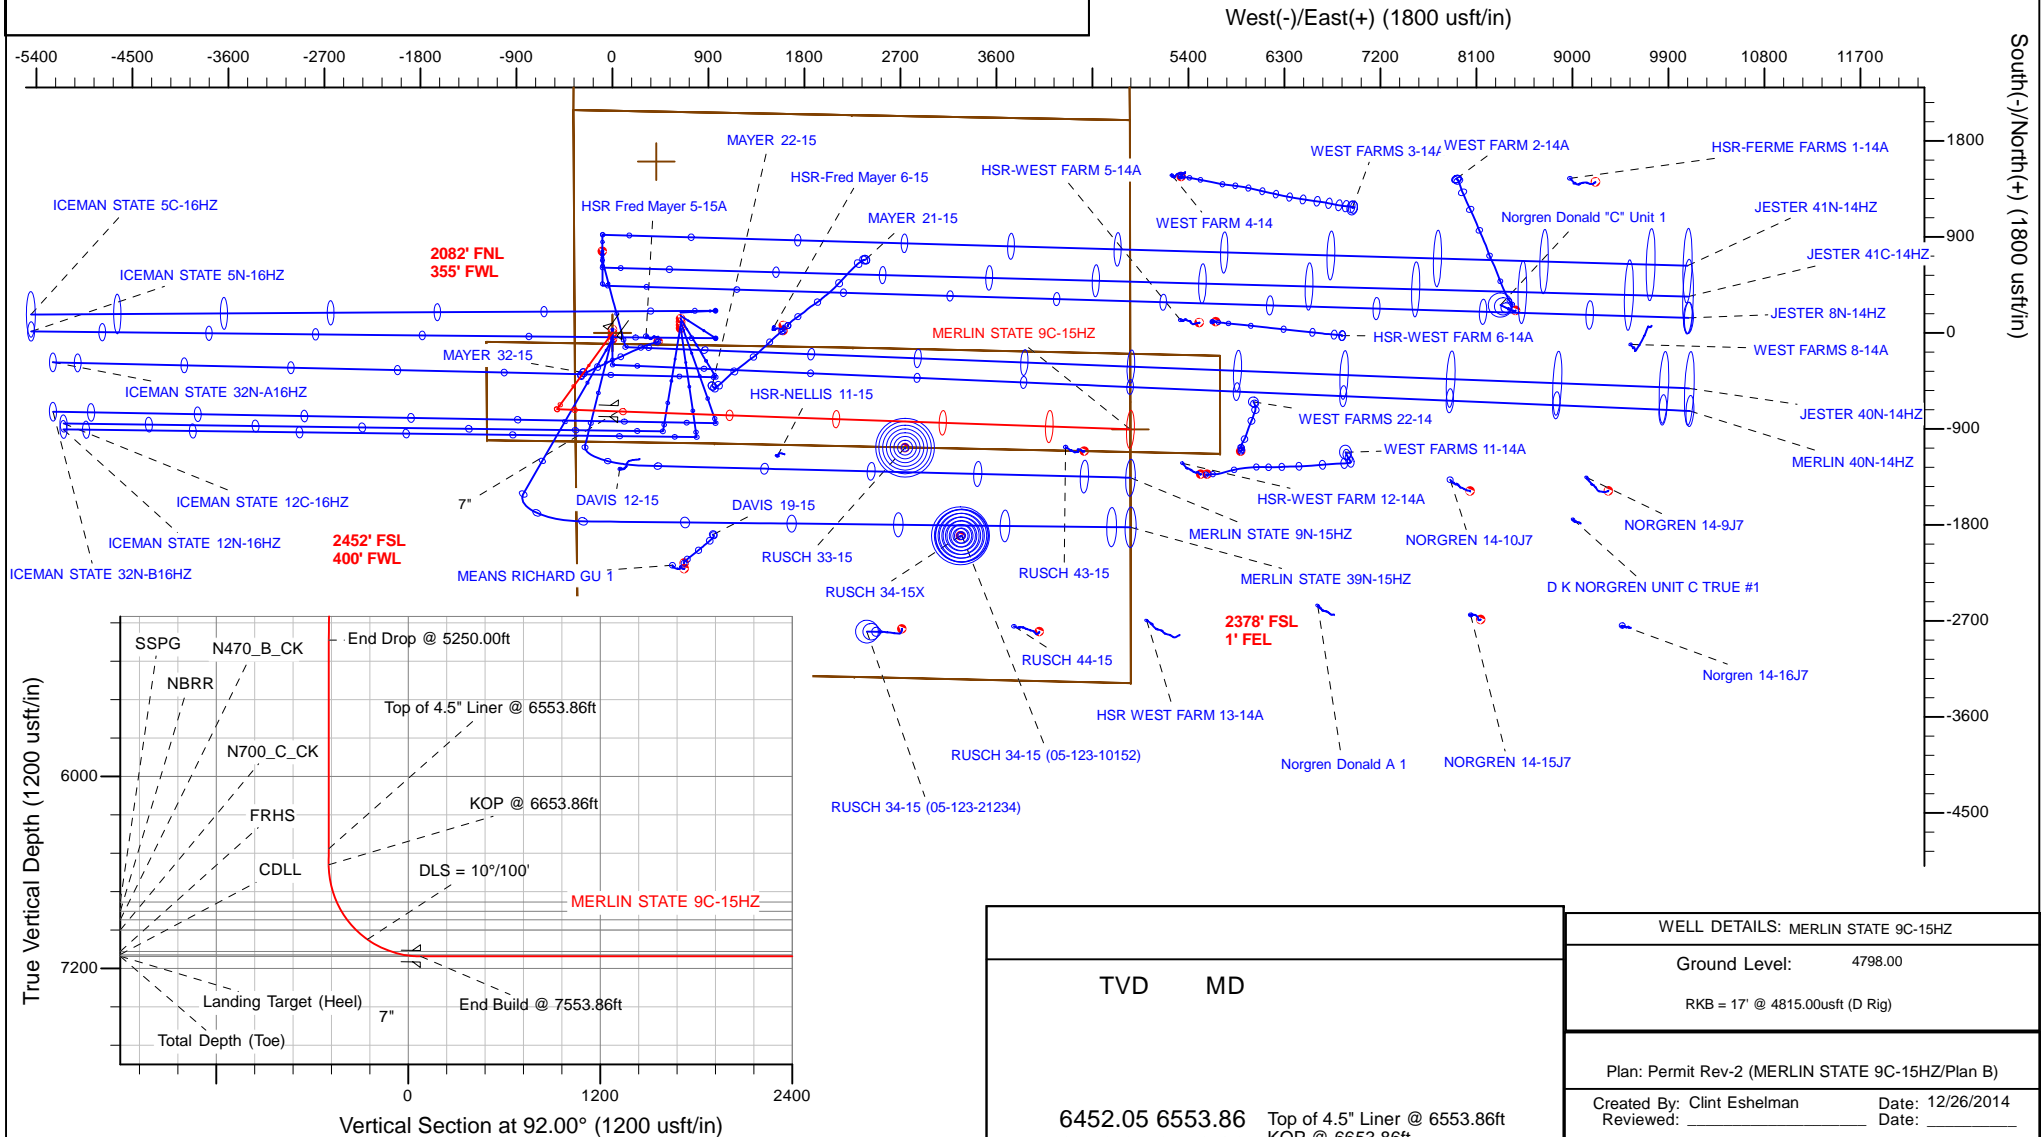 West(-)/East(+) (1800 usft/in)
-5400 -4500 -3600 -2700 -1800 -900 0 900 1800 2700 3600 5400 6300 7200 8100 9000 9900 10800 11700
South(-)/North(+) (1800 usft/in)
1800
900
0
-900
-1800
-2700
-3600
-4500
MAYER 22-15
WEST FARMS 3-14A
WEST FARM 2-14A
HSR-FERME FARMS 1-14A
HSR-WEST FARM 5-14A
HSR-Fred Mayer 6-15
ICEMAN STATE 5C-16HZ
HSR Fred Mayer 5-15A
MAYER 21-15
WEST FARM 4-14
Norgren Donald "C" Unit 1
JESTER 41N-14HZ
2082' FNL
355' FWL
JESTER 41C-14HZ
ICEMAN STATE 5N-16HZ
JESTER 8N-14HZ
MERLIN STATE 9C-15HZ
HSR-WEST FARM 6-14A
WEST FARMS 8-14A
MAYER 32-15
ICEMAN STATE 32N-A16HZ
HSR-NELLIS 11-15
WEST FARMS 22-14
JESTER 40N-14HZ
WEST FARMS 11-14A
MERLIN 40N-14HZ
ICEMAN STATE 12C-16HZ
7"
DAVIS 12-15
DAVIS 19-15
HSR-WEST FARM 12-14A
NORGREN 14-9J7
ICEMAN STATE 12N-16HZ
2452' FSL
400' FWL
RUSCH 33-15
MERLIN STATE 9N-15HZ
NORGREN 14-10J7
ICEMAN STATE 32N-B16HZ
MEANS RICHARD GU 1
RUSCH 34-15X
RUSCH 43-15
MERLIN STATE 39N-15HZ
D K NORGREN UNIT C TRUE #1
2378' FSL
1' FEL
RUSCH 44-15
Norgren 14-16J7
HSR WEST FARM 13-14A
RUSCH 34-15 (05-123-10152)
Norgren Donald A 1
NORGREN 14-15J7
RUSCH 34-15 (05-123-21234)
True Vertical Depth (1200 usft/in)
6000
7200
SSPG
N470_B_CK
NBRR
N700_C_CK
FRHS
CDLL
End Drop @ 5250.00ft
Top of 4.5" Liner @ 6553.86ft
KOP @ 6653.86ft
DLS = 10°/100'
MERLIN STATE 9C-15HZ
Landing Target (Heel)
7"
End Build @ 7553.86ft
Total Depth (Toe)
0 1200 2400
Vertical Section at 92.00° (1200 usft/in)
TVD MD
6452.05 6553.86 Top of 4.5" Liner @ 6553.86ft
KOP @ 6653.86ft
WELL DETAILS: MERLIN STATE 9C-15HZ
Ground Level: 4798.00
RKB = 17' @ 4815.00usft (D Rig)
Plan: Permit Rev-2 (MERLIN STATE 9C-15HZ/Plan B)
Created By: Clint Eshelman Date: 12/26/2014
Reviewed: ____________________ Date: __________